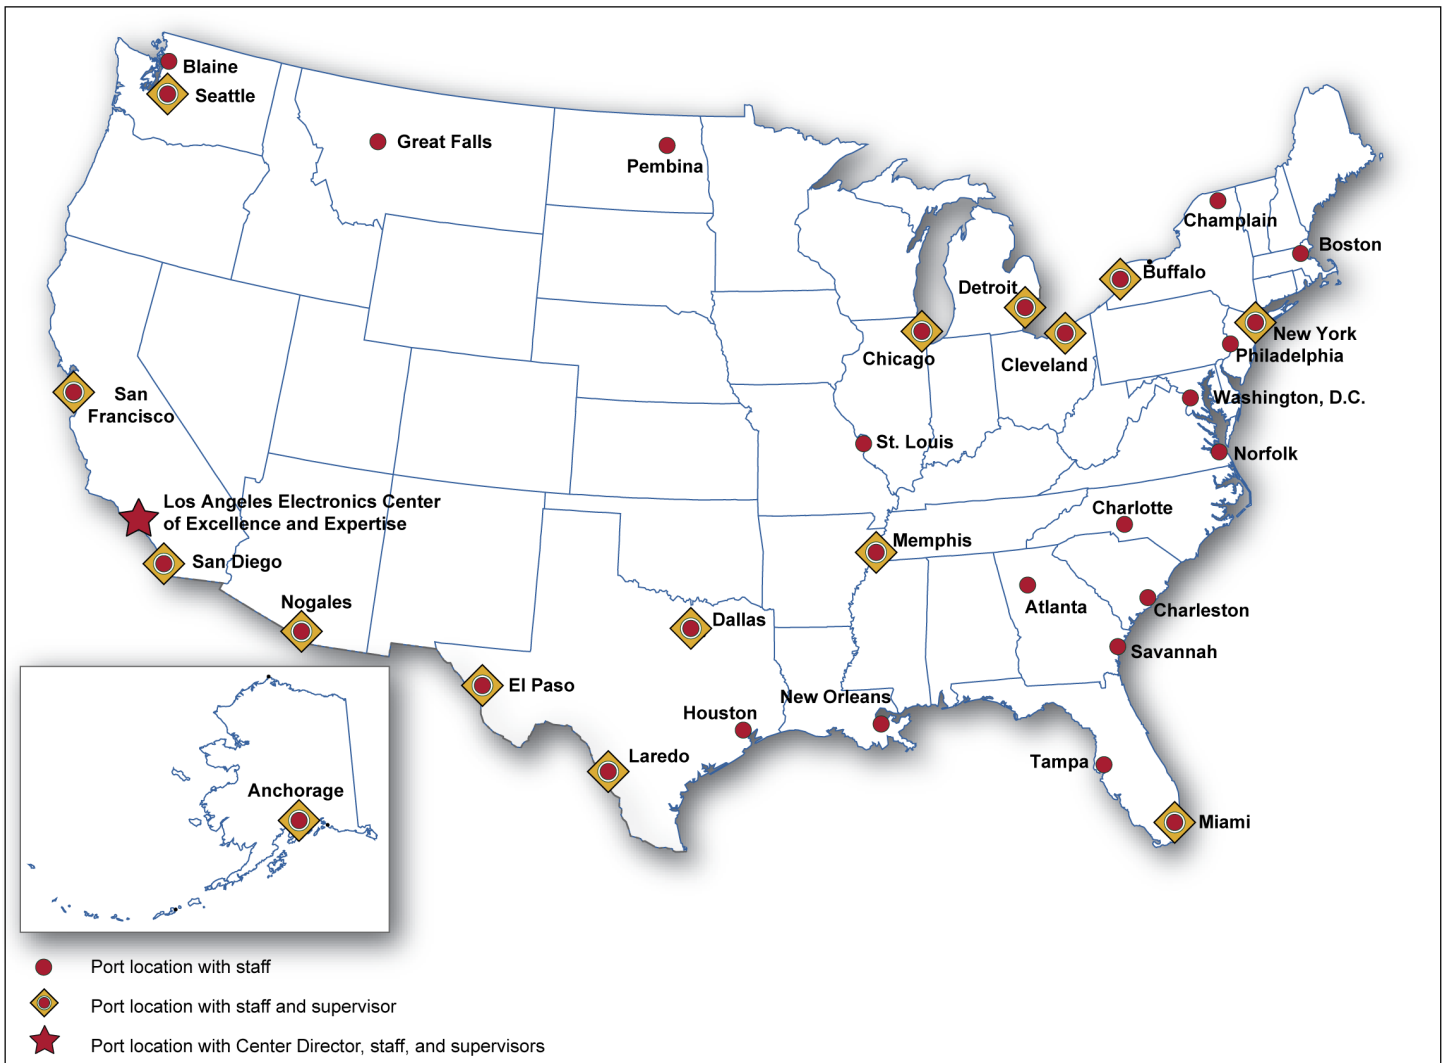 Blaine
Seattle
Great Falls
Pembina
Champlain
Boston
Buffalo
Detroit
New York
Chicago
Cleveland
Philadelphia
San
Francisco
Washington, D.C.
St. Louis
Norfolk
Los Angeles Electronics Center
of Excellence and Expertise
Charlotte
Memphis
San Diego
Nogales
Atlanta
Charleston
Dallas
Savannah
El Paso
New Orleans
Houston
Laredo
Tampa
Anchorage
Miami
Port location with staff
Port location with staff and supervisor
Port location with Center Director, staff, and supervisors